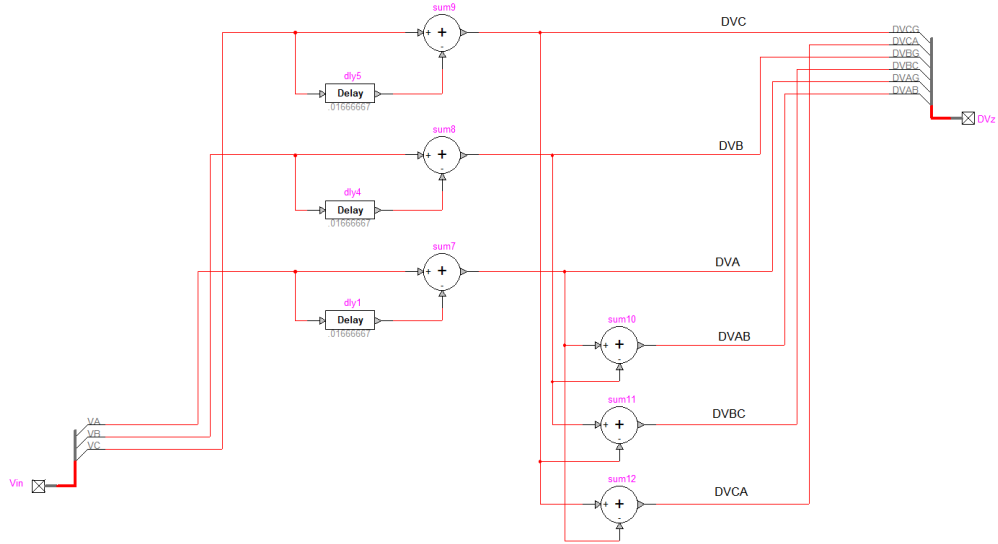 sum9
DVC
DVCG
DVCA
DVBG
DVBC
DVAG
DVAB
+
+
-
dly5
Delay
.01666667
DVz
sum8
DVB
+
+
-
dly4
Delay
.01666667
sum7
DVA
+
+
-
dly1
Delay
.01666667
sum10
DVAB
+
+
-
sum11
DVBC
+
+
-
VA
VB
VC
sum12
DVCA
Vin
+
+
-